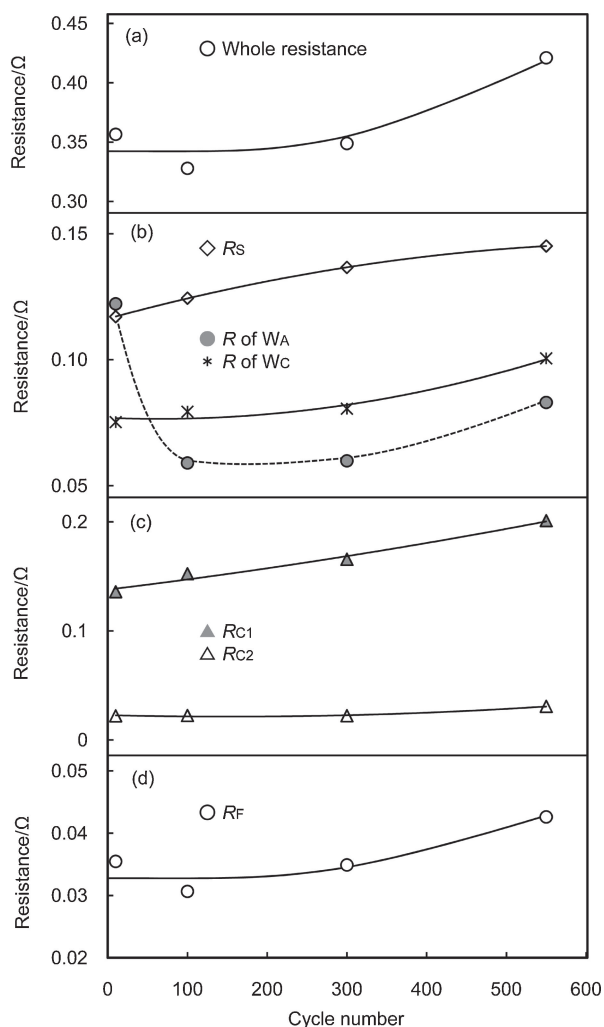 (a)
Whole resistance
Resistance/Ω
0.45
0.40
0.35
0.30
(b)
RS
R of WA
R of WC
Resistance/Ω
0.15
0.10
0.05
(c)
RC1
RC2
Resistance/Ω
0.2
0.1
0
(d)
RF
Resistance/Ω
0.05
0.04
0.03
0.02
0 100 200 300 400 500 600
Cycle number